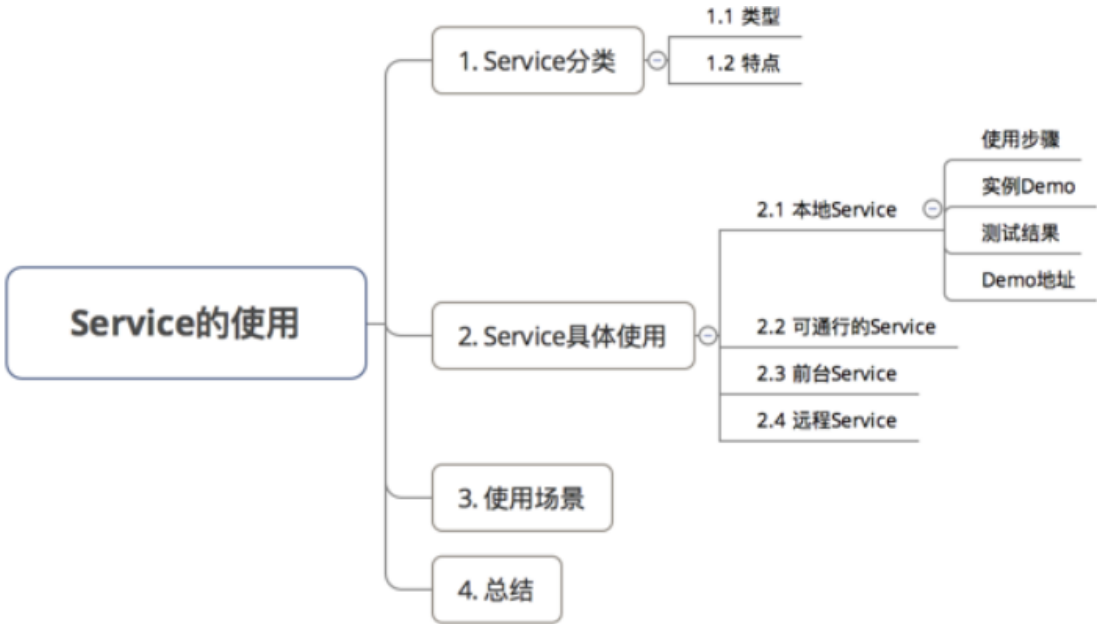 Service的使用
1. Service分类
1.1 类型
1.2 特点
2. Service具体使用
2.1 本地Service
使用步骤
实例Demo
测试结果
Demo地址
2.2 可通行的Service
2.3 前台Service
2.4 远程Service
3. 使用场景
4. 总结